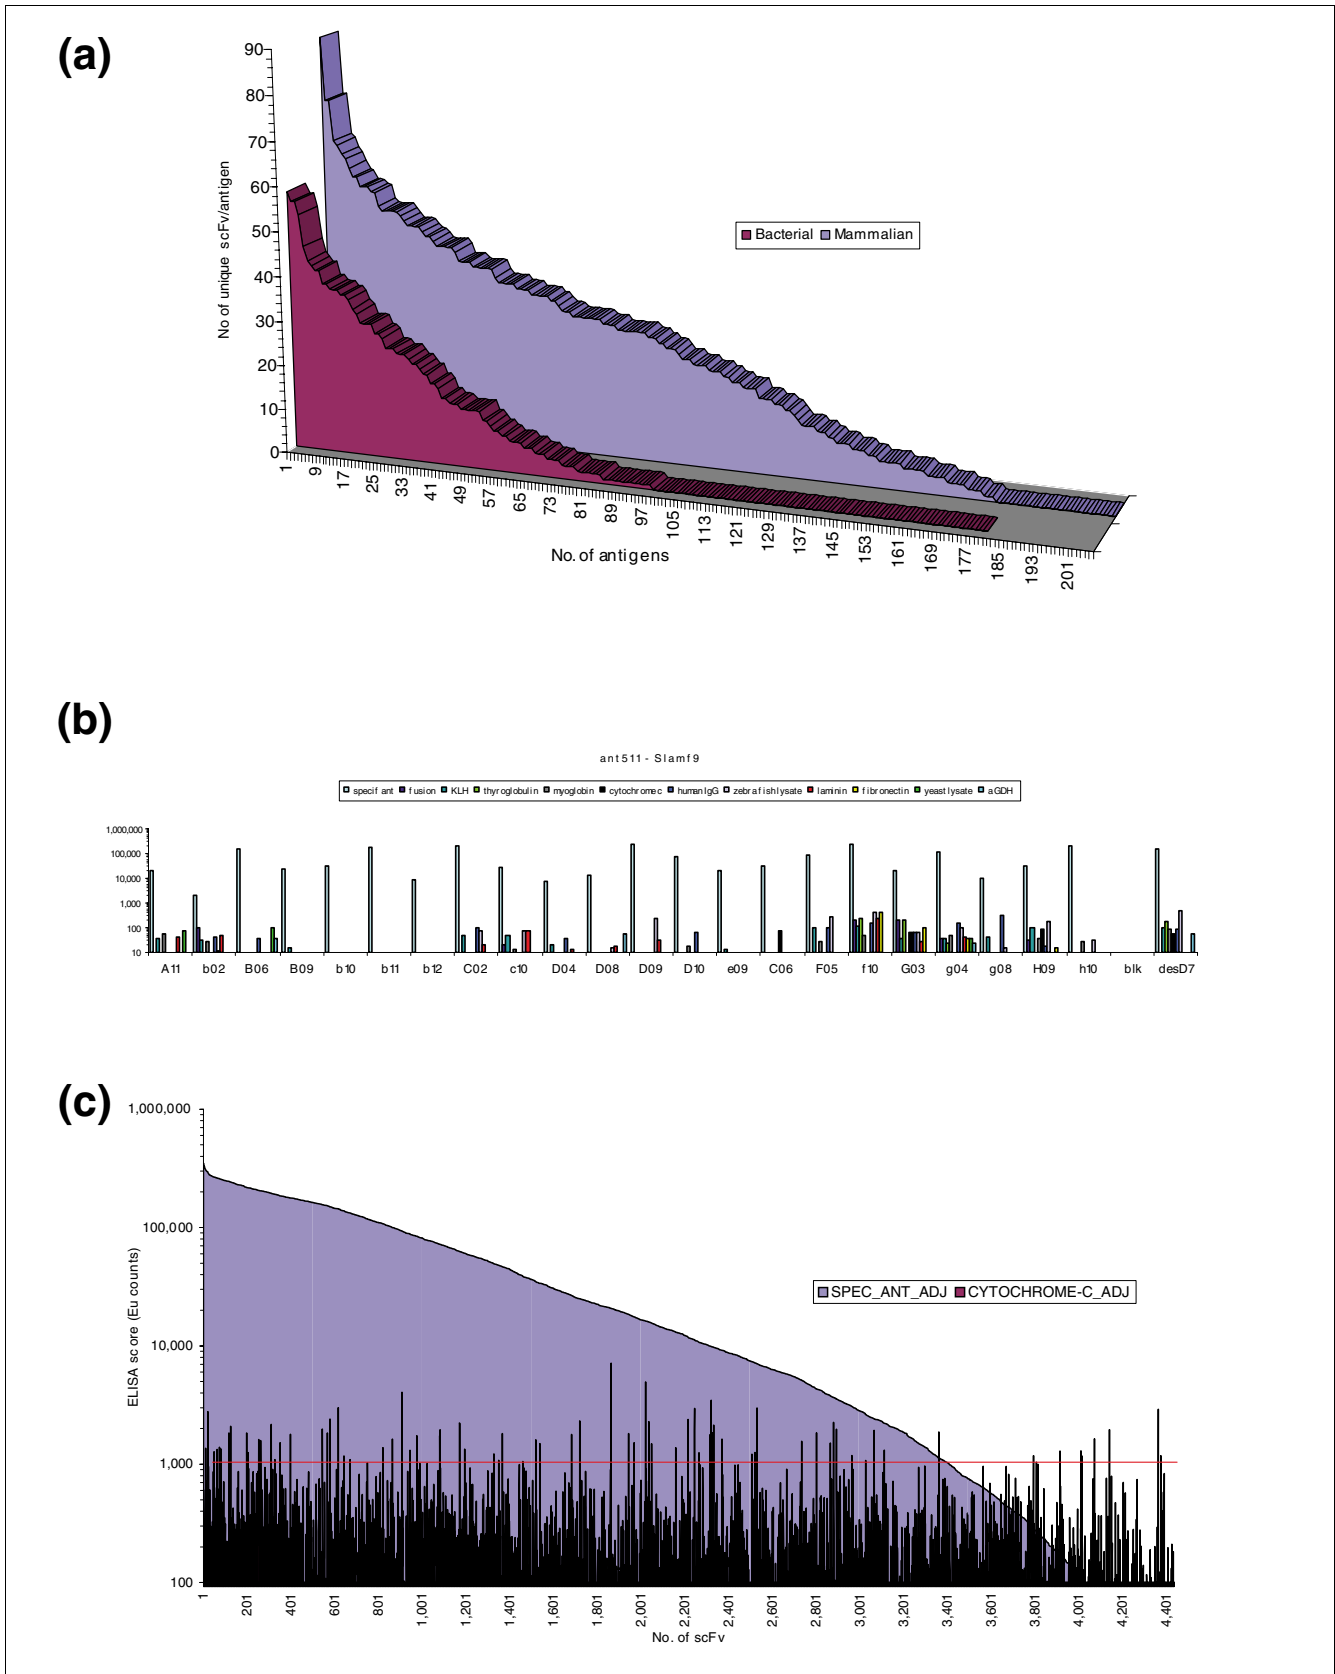 (a)
No of unique scFv/antigen
90
80
70
60
50
40
30
20
10
0
1 9 17 25 33 41 49 57 65 73 81 89 97 105 113 121 129 137 145 153 161 169 177 185 193 201
No. of antigens
Bacterial Mammalian
(b)
ant511 - Slamf9
specif ant fusion KLH thyroglobulin myoglobin cytochrome c human IgG zebrafish lysate laminin fibronectin yeast lysate aGDH
1,000,000
100,000
10,000
1,000
100
10
A11 b02 B06 B09 b10 b11 b12 C02 c10 D04 D08 D09 D10 e09 C06 F05 f10 G03 g04 g08 H09 h10 blk desD7
(c)
ELISA score (Eu counts)
1,000,000
100,000
10,000
1,000
100
SPEC_ANT_ADJ CYTOCHROME-C_ADJ
1 201 401 601 801 1,001 1,201 1,401 1,601 1,801 2,001 2,201 2,401 2,601 2,801 3,001 3,201 3,401 3,601 3,801 4,001 4,201 4,401
No. of scFv